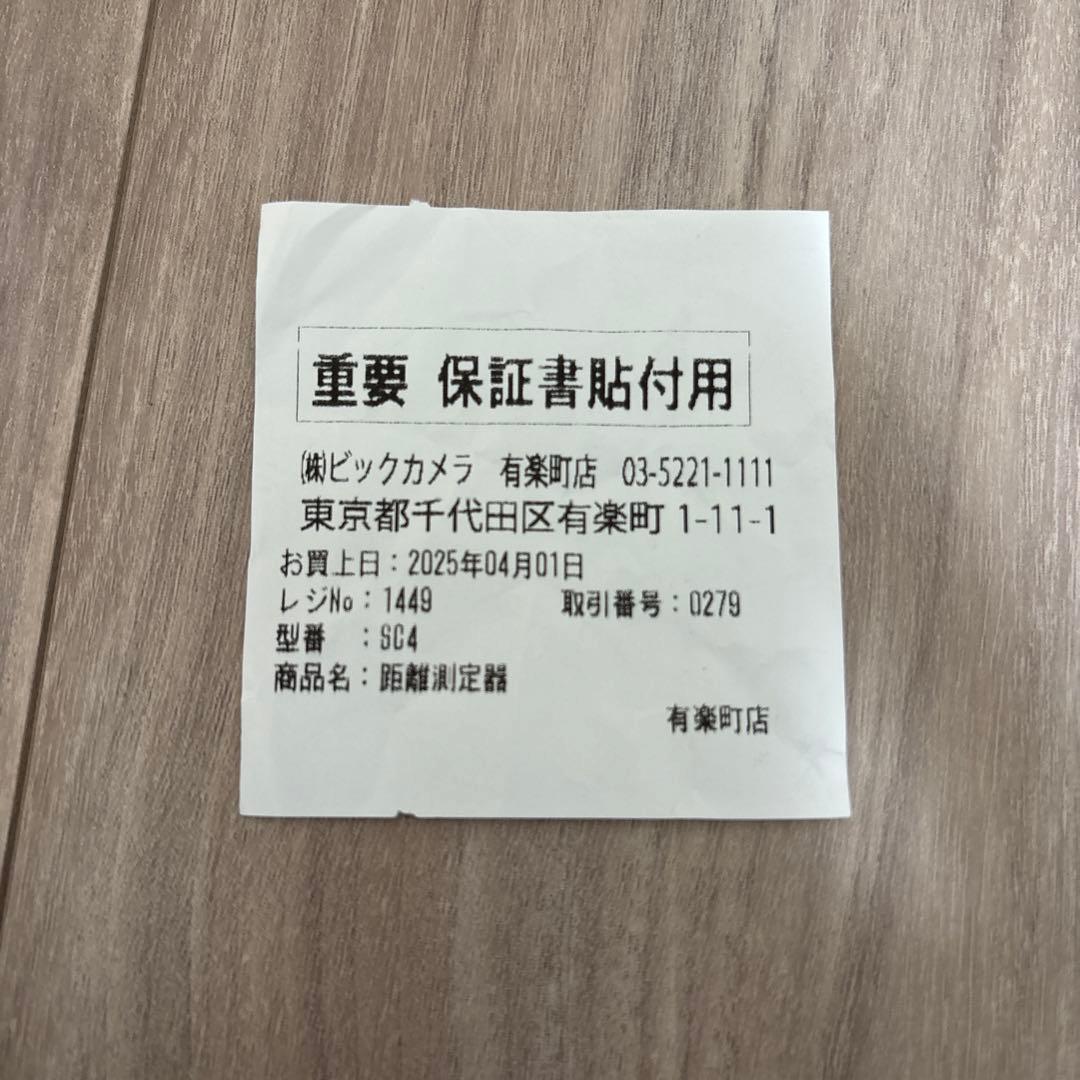 重要 保証書貼付用
㈱ビックカメラ 有楽町店 03-5221-1111
東京都千代田区有楽町1-11-1
お買上日：2025年04月01日
レジNo：1449 取引番号：0279
型番 ：SC4
商品名：距離測定器
有楽町店